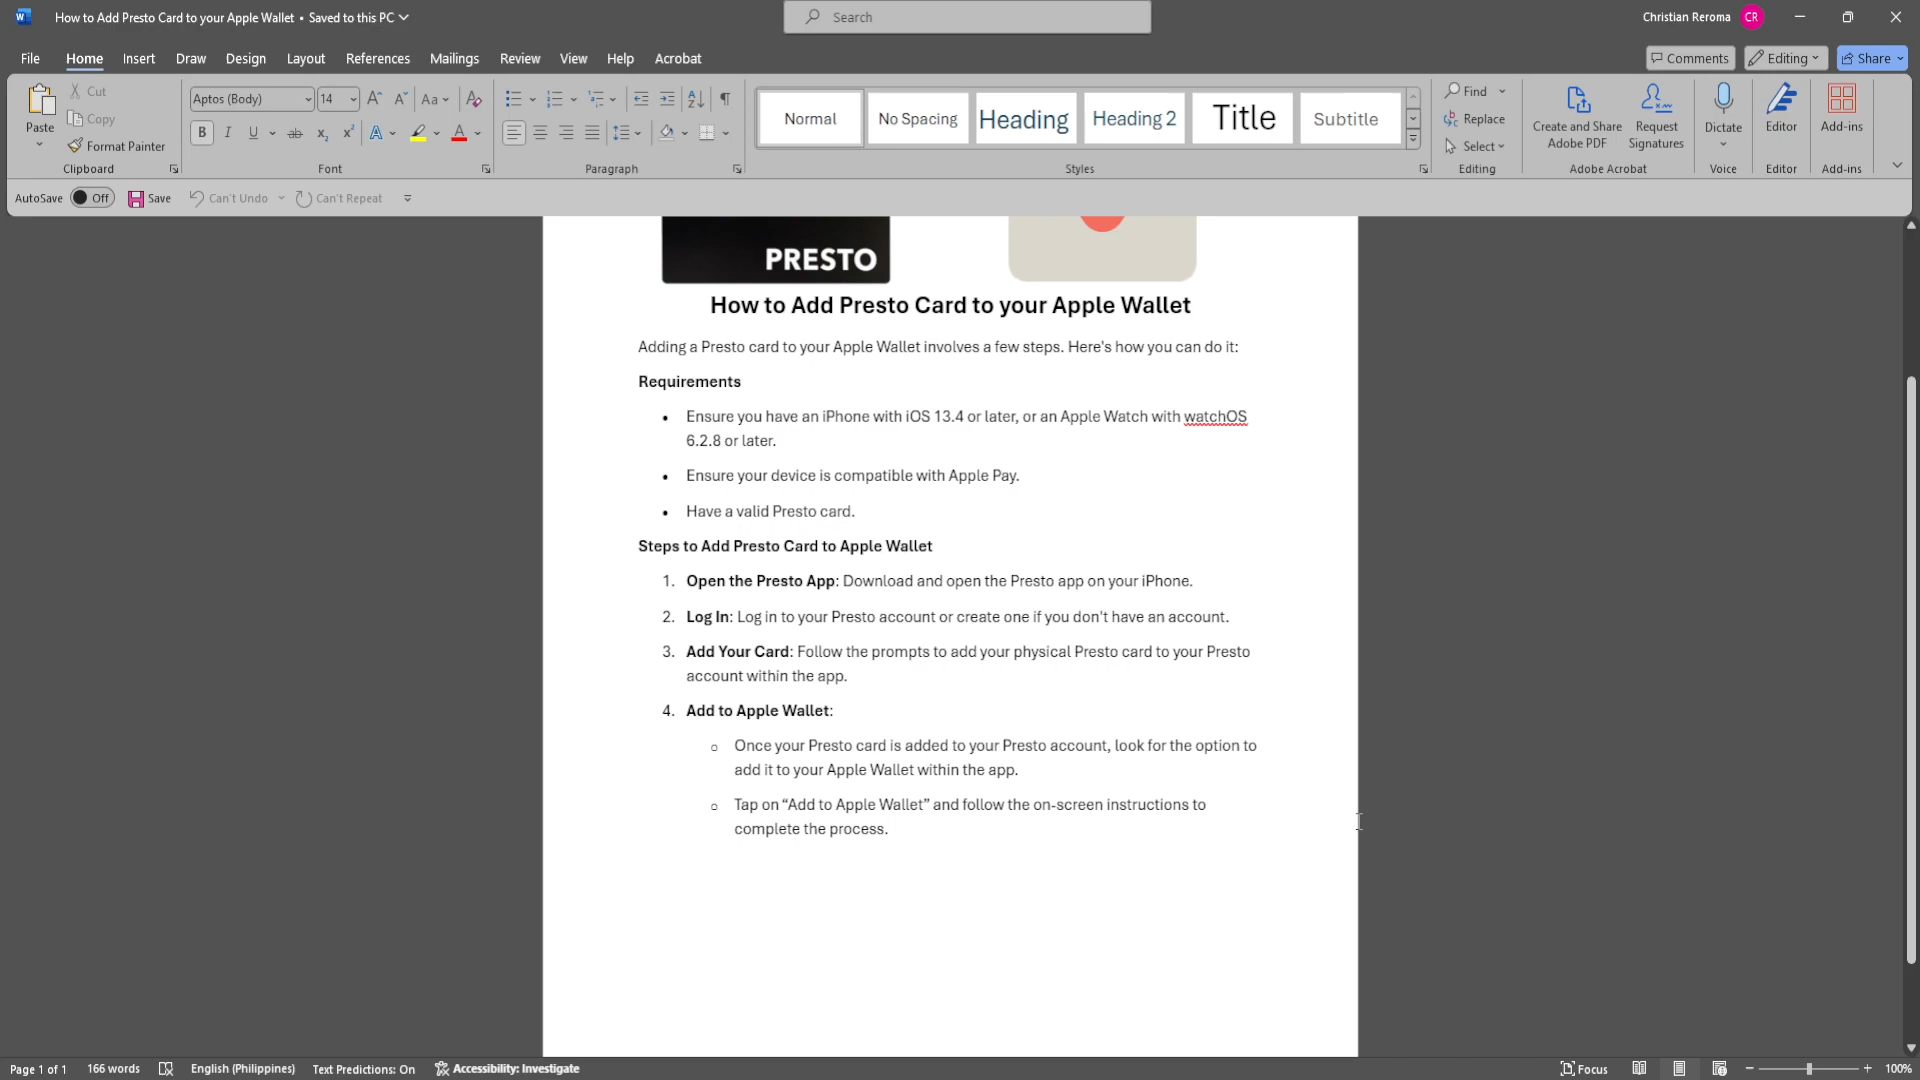 How to Add Presto Card to your Apple Wallet • Saved to this PC
Search
Christian Reroma CR
File Home Insert Draw Design Layout References Mailings Review View Help Acrobat
Comments Editing Share
Paste
Cut
Copy
Format Painter
Clipboard
Aptos (Body) 14
Font
Paragraph
Normal No Spacing Heading Heading 2 Title Subtitle
Styles
Find
Replace
Select
Editing
Create and Share
Adobe PDF
Request
Signatures
Adobe Acrobat
Dictate
Voice
Editor
Editor
Add-ins
Add-ins
AutoSave Off Save Can't Undo Can't Repeat
PRESTO
How to Add Presto Card to your Apple Wallet
Adding a Presto card to your Apple Wallet involves a few steps. Here's how you can do it:
Requirements
• Ensure you have an iPhone with iOS 13.4 or later, or an Apple Watch with watchOS
6.2.8 or later.
• Ensure your device is compatible with Apple Pay.
• Have a valid Presto card.
Steps to Add Presto Card to Apple Wallet
1. Open the Presto App: Download and open the Presto app on your iPhone.
2. Log In: Log in to your Presto account or create one if you don't have an account.
3. Add Your Card: Follow the prompts to add your physical Presto card to your Presto
account within the app.
4. Add to Apple Wallet:
o Once your Presto card is added to your Presto account, look for the option to
add it to your Apple Wallet within the app.
o Tap on “Add to Apple Wallet” and follow the on-screen instructions to
complete the process.
Page 1 of 1 166 words English (Philippines) Text Predictions: On Accessibility: Investigate
Focus 100%